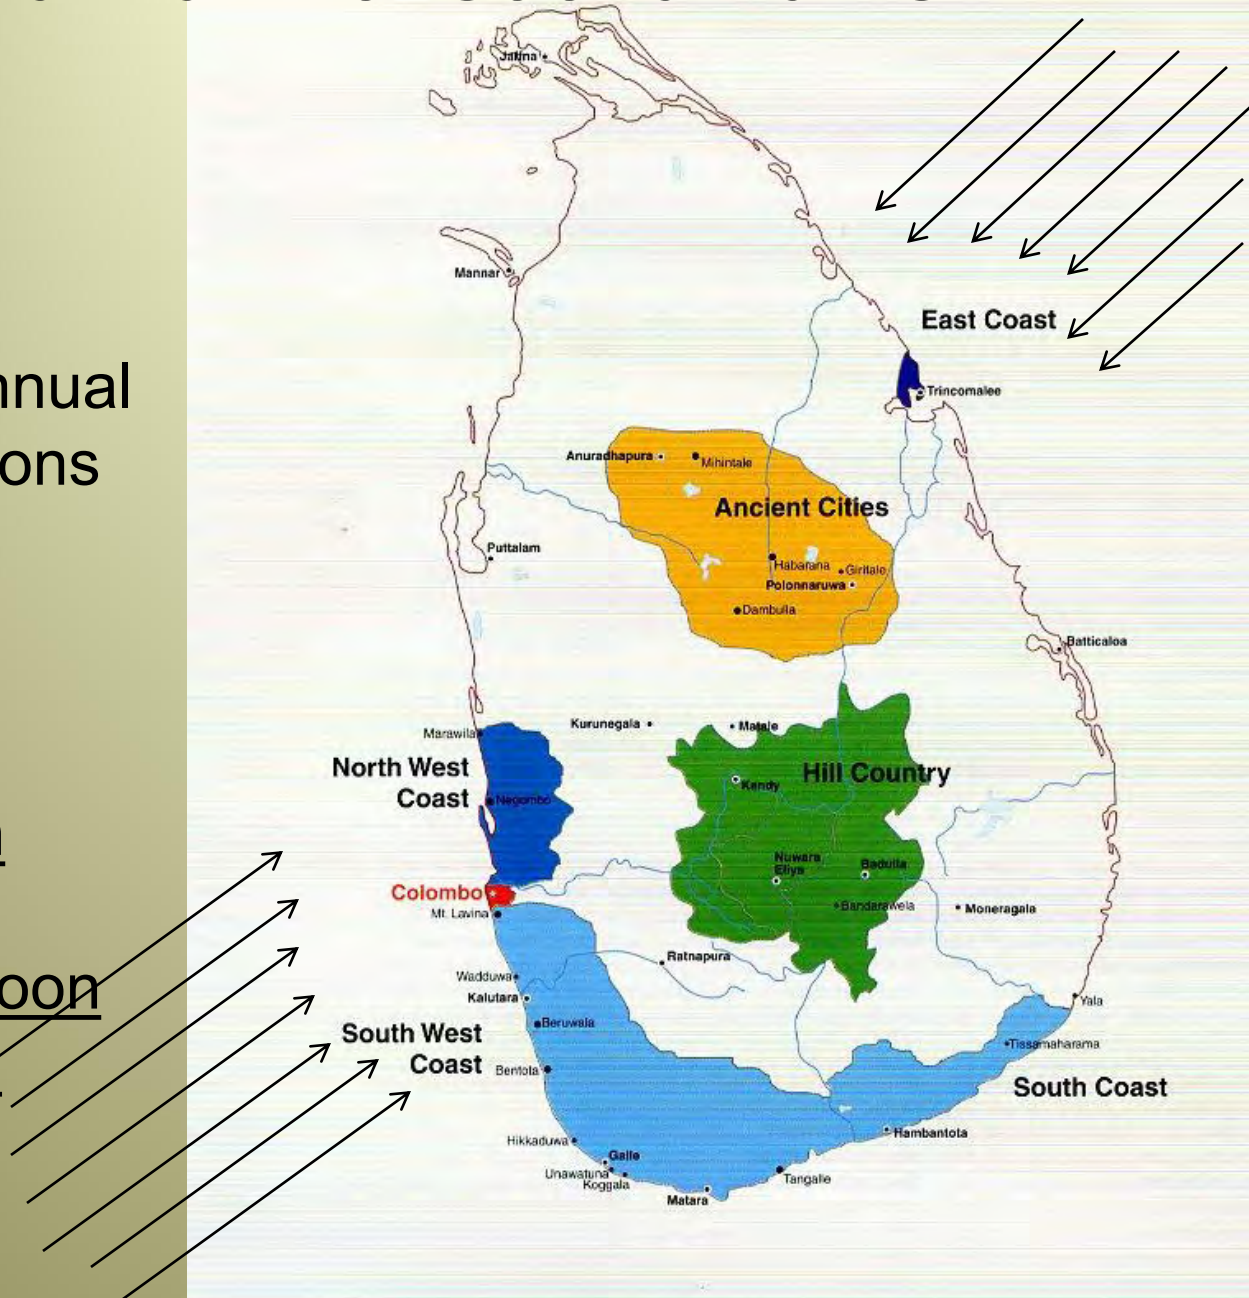 nnual
ons
oon
Jaffna
Mannar
East Coast
Trincomalee
Anuradhapura
Mihintale
Ancient Cities
Puttalam
Habarana
Giritale
Polonnaruwa
Dambulla
Batticaloa
Kurunegala
Matale
Marawila
North West
Coast
Negombo
Hill Country
Kandy
Nuwara
Eliya
Badulla
Bandarawela
Moneragala
Colombo
Mt. Lavina
Ratnapura
Wadduwa
Kalutara
Beruwala
South West
Coast
Bentota
Yala
Tissamaharama
South Coast
Hambantota
Hikkaduwa
Galle
Unawatuna
Koggala
Tangalle
Matara